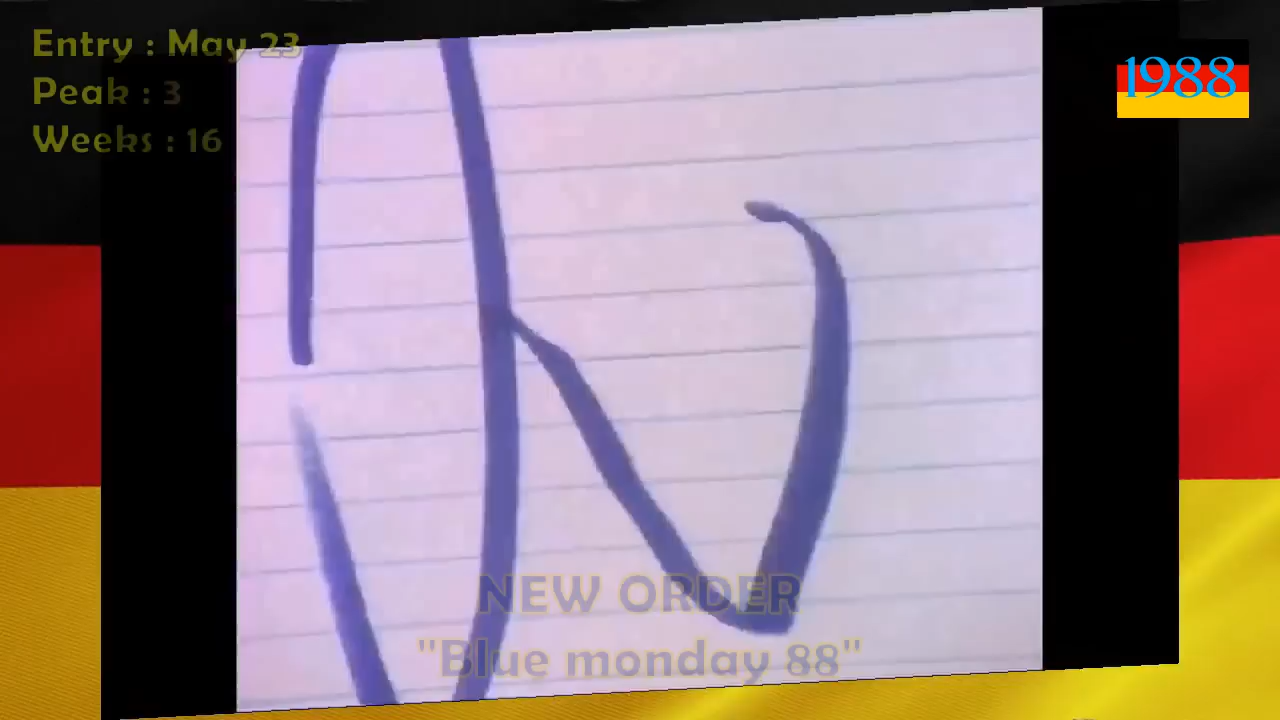 Entry : May 23
Peak : 3
Weeks : 16
1988
NEW ORDER
"Blue monday 88"